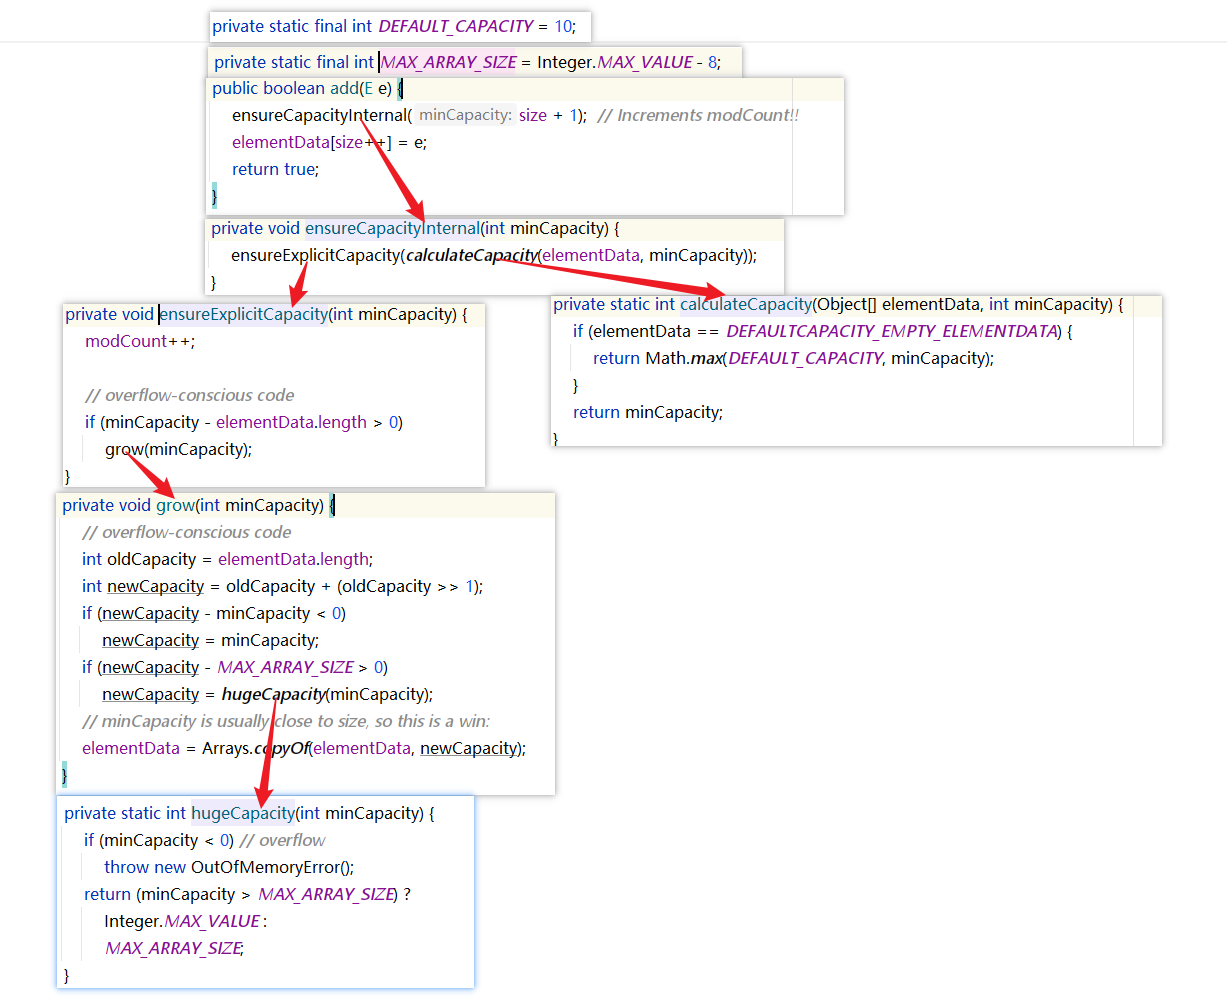 private static final int DEFAULT_CAPACITY = 10;
private static final int MAX_ARRAY_SIZE = Integer.MAX_VALUE - 8;
public boolean add(E e) {
ensureCapacityInternal( minCapacity: size + 1);  // Increments modCount!!
elementData[size++] = e;
return true;
}
private void ensureCapacityInternal(int minCapacity) {
ensureExplicitCapacity(calculateCapacity(elementData, minCapacity));
}
private void ensureExplicitCapacity(int minCapacity) {
modCount++;
// overflow-conscious code
if (minCapacity - elementData.length > 0)
grow(minCapacity);
}
private static int calculateCapacity(Object[] elementData, int minCapacity) {
if (elementData == DEFAULTCAPACITY_EMPTY_ELEMENTDATA) {
return Math.max(DEFAULT_CAPACITY, minCapacity);
}
return minCapacity;
}
private void grow(int minCapacity) {
// overflow-conscious code
int oldCapacity = elementData.length;
int newCapacity = oldCapacity + (oldCapacity >> 1);
if (newCapacity - minCapacity < 0)
newCapacity = minCapacity;
if (newCapacity - MAX_ARRAY_SIZE > 0)
newCapacity = hugeCapacity(minCapacity);
// minCapacity is usually close to size, so this is a win:
elementData = Arrays.copyOf(elementData, newCapacity);
}
private static int hugeCapacity(int minCapacity) {
if (minCapacity < 0) // overflow
throw new OutOfMemoryError();
return (minCapacity > MAX_ARRAY_SIZE) ?
Integer.MAX_VALUE :
MAX_ARRAY_SIZE;
}